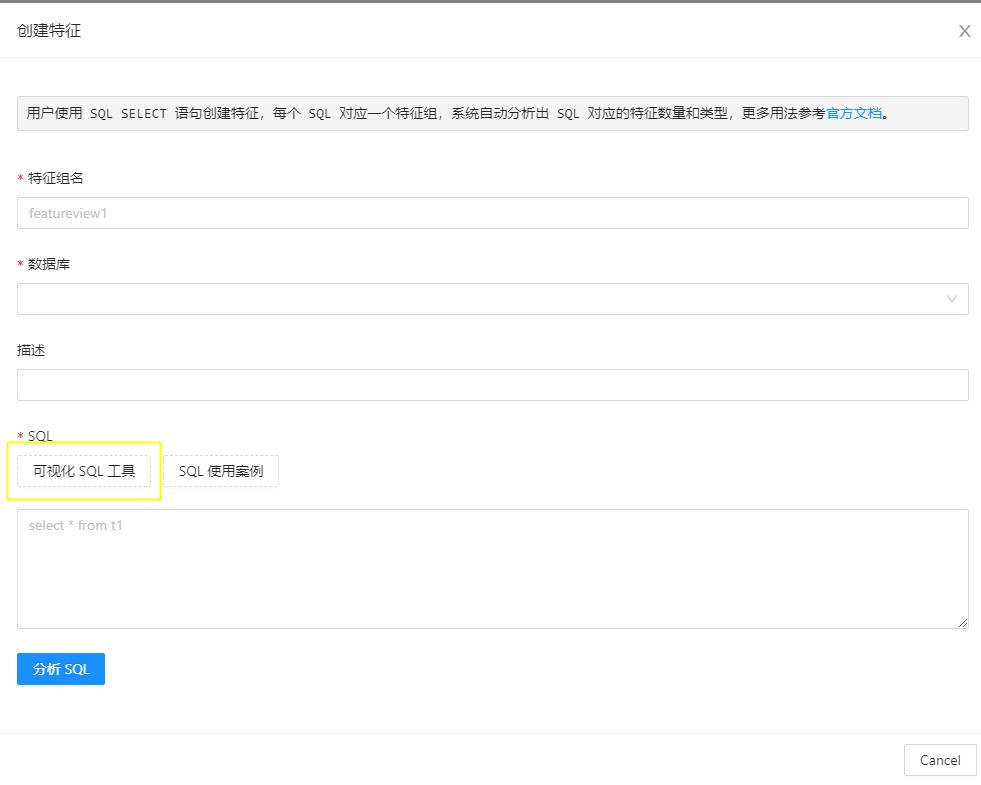 创建特征
用户使用 SQL SELECT 语句创建特征，每个 SQL 对应一个特征组，系统自动分析出 SQL 对应的特征数量和类型，更多用法参考官方文档。
* 特征组名
featureview1
* 数据库
描述
* SQL
可视化 SQL 工具 SQL 使用案例
select * from t1
分析 SQL
Cancel